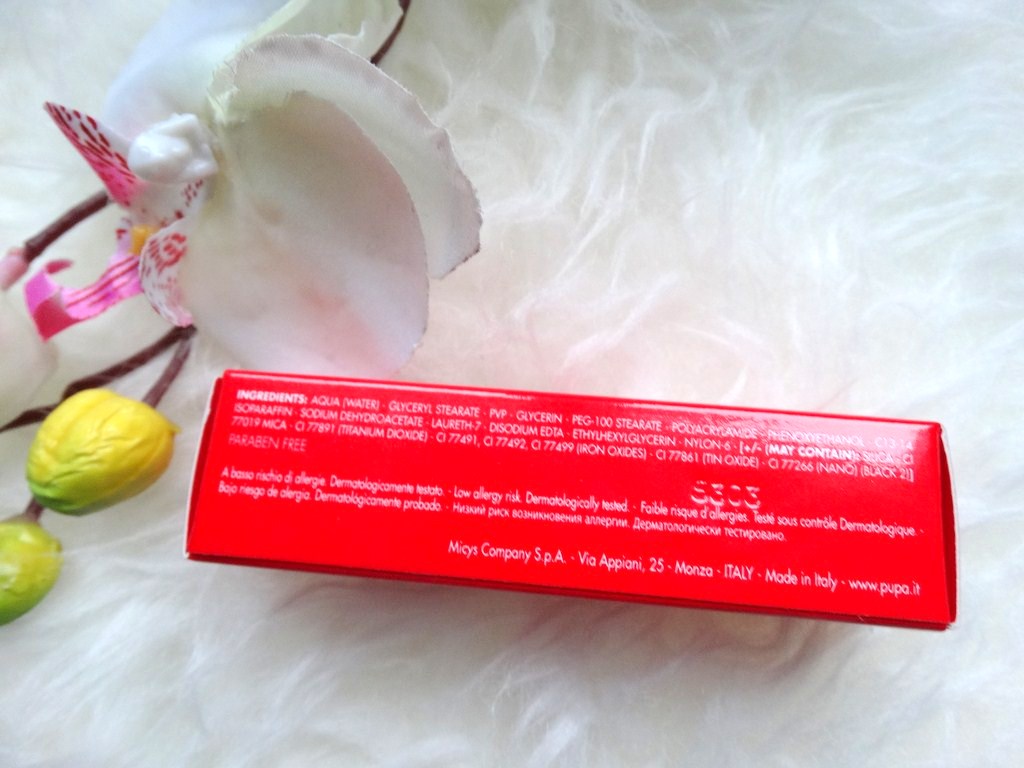 INGREDIENTS: AQUA (WATER) · GLYCERYL STEARATE · PVP · GLYCERIN · PEG-100 STEARATE · POLYACRYLAMIDE · PHENOXYETHANOL · C13-14
ISOPARAFFIN · SODIUM DEHYDROACETATE · LAURETH-7 · DISODIUM EDTA · ETHYLHEXYLGLYCERIN · NYLON-6 · [+/- (MAY CONTAIN): SILICA · CI
77019 MICA · CI 77891 (TITANIUM DIOXIDE) · CI 77491, CI 77492, CI 77499 (IRON OXIDES) · CI 77861 (TIN OXIDE) · CI 77266 (NANO) (BLACK 2)]
PARABEN FREE
6303
A basso rischio di allergie. Dermatologicamente testato. · Low allergy risk. Dermatologically tested. · Faible risque d'allergies. Testé sous contrôle Dermatologique ·
Bajo riesgo de alergia. Dermatológicamente probado. · Низкий риск возникновения аллергии. Дерматологически тестировано.
Micys Company S.p.A. · Via Appiani, 25 · Monza · ITALY · Made in Italy · www.pupa.it